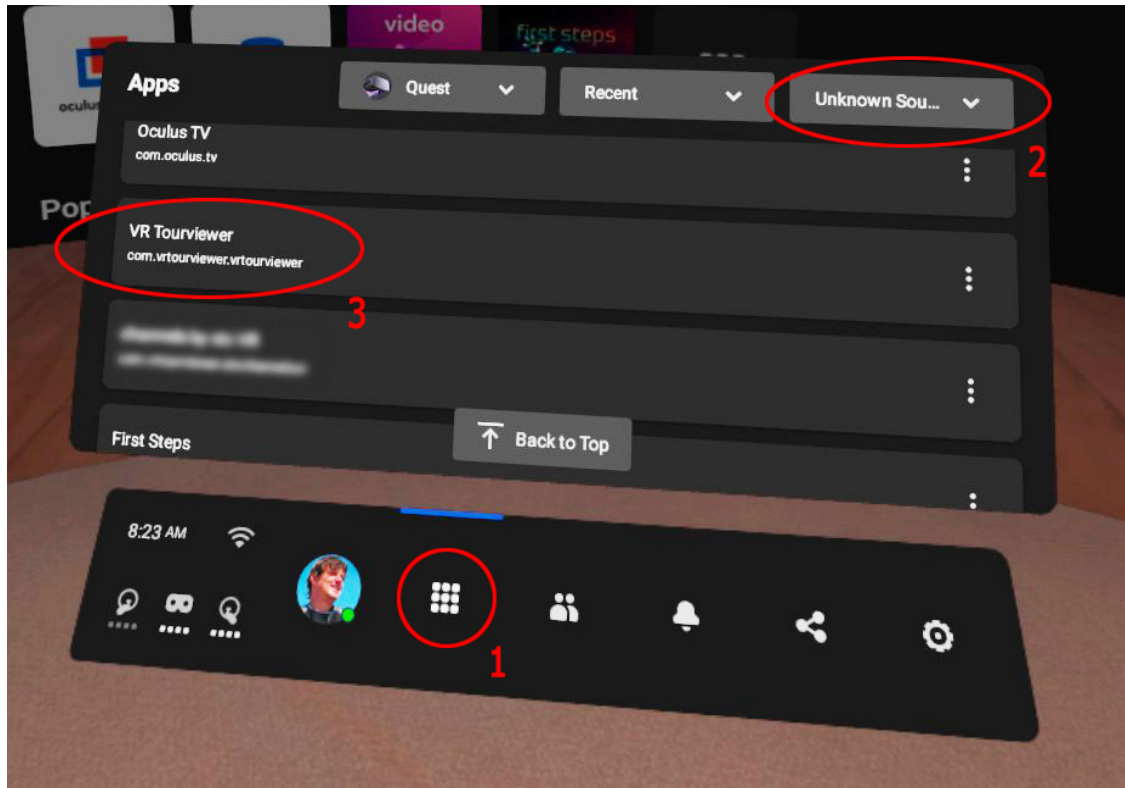 video
first steps
oculus
Apps
Quest
Recent
Unknown Sou...
2
Oculus TV
com.oculus.tv
Pop
VR Tourviewer
com.vrtourviewer.vrtourviewer
3
First Steps
Back to Top
8:23 AM
1